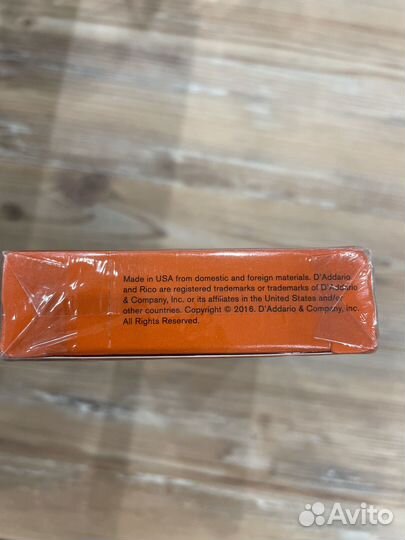 Made in USA from domestic and foreign materials. D'Addario
and Rico are registered trademarks or trademarks of D'Addario
& Company, Inc. or its affiliates in the United States and/or
other countries. Copyright © 2016. D'Addario & Company, Inc.
All Rights Reserved.
Avito